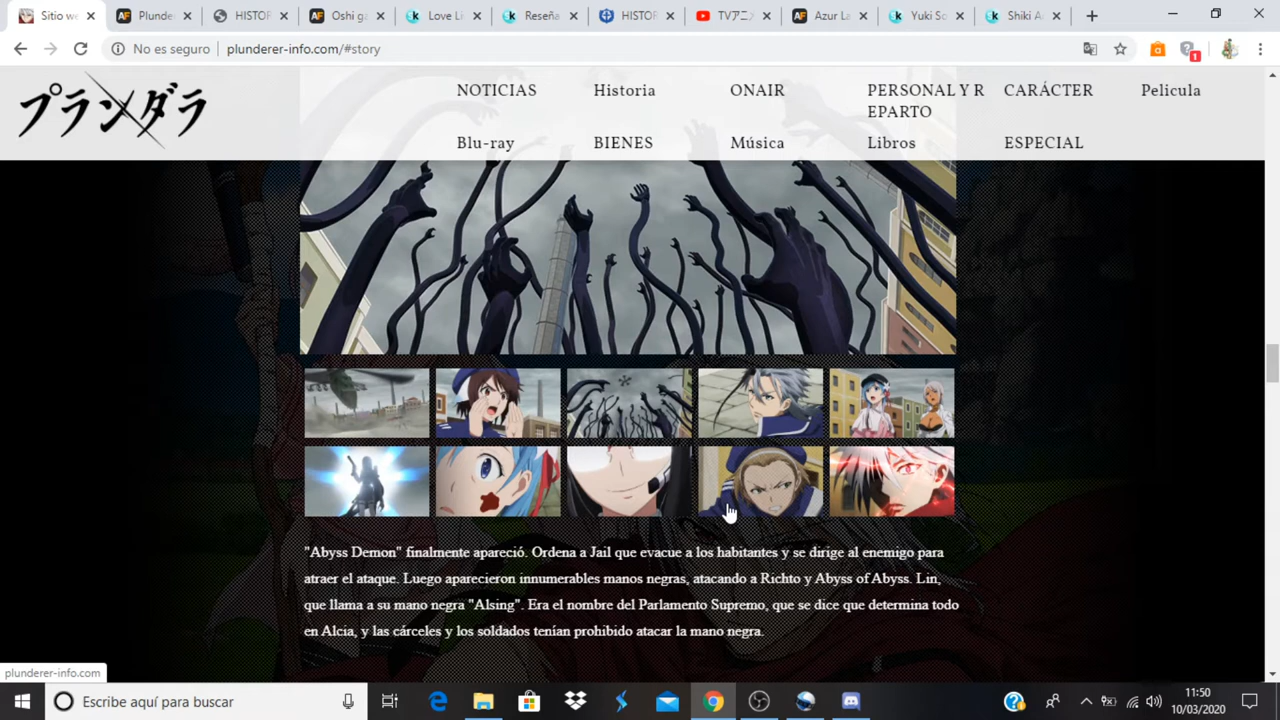 Sitio we
Plunde
HISTOR
Oshi ga
Love Li
Reseña
HISTOR
TVアニメ
Azur La
Yuki So
Shiki A
No es seguro
plunderer-info.com/#story
プランダラ
NOTICIAS
Historia
ONAIR
PERSONAL Y R
EPARTO
CARÁCTER
Pelicula
Blu-ray
BIENES
Música
Libros
ESPECIAL
"Abyss Demon" finalmente apareció. Ordena a Jail que evacue a los habitantes y se dirige al enemigo para
atraer el ataque. Luego aparecieron innumerables manos negras, atacando a Richto y Abyss of Abyss. Lin,
que llama a su mano negra "Alsing". Era el nombre del Parlamento Supremo, que se dice que determina todo
en Alcia, y las cárceles y los soldados tenían prohibido atacar la mano negra.
plunderer-info.com
Escribe aquí para buscar
11:50
10/03/2020